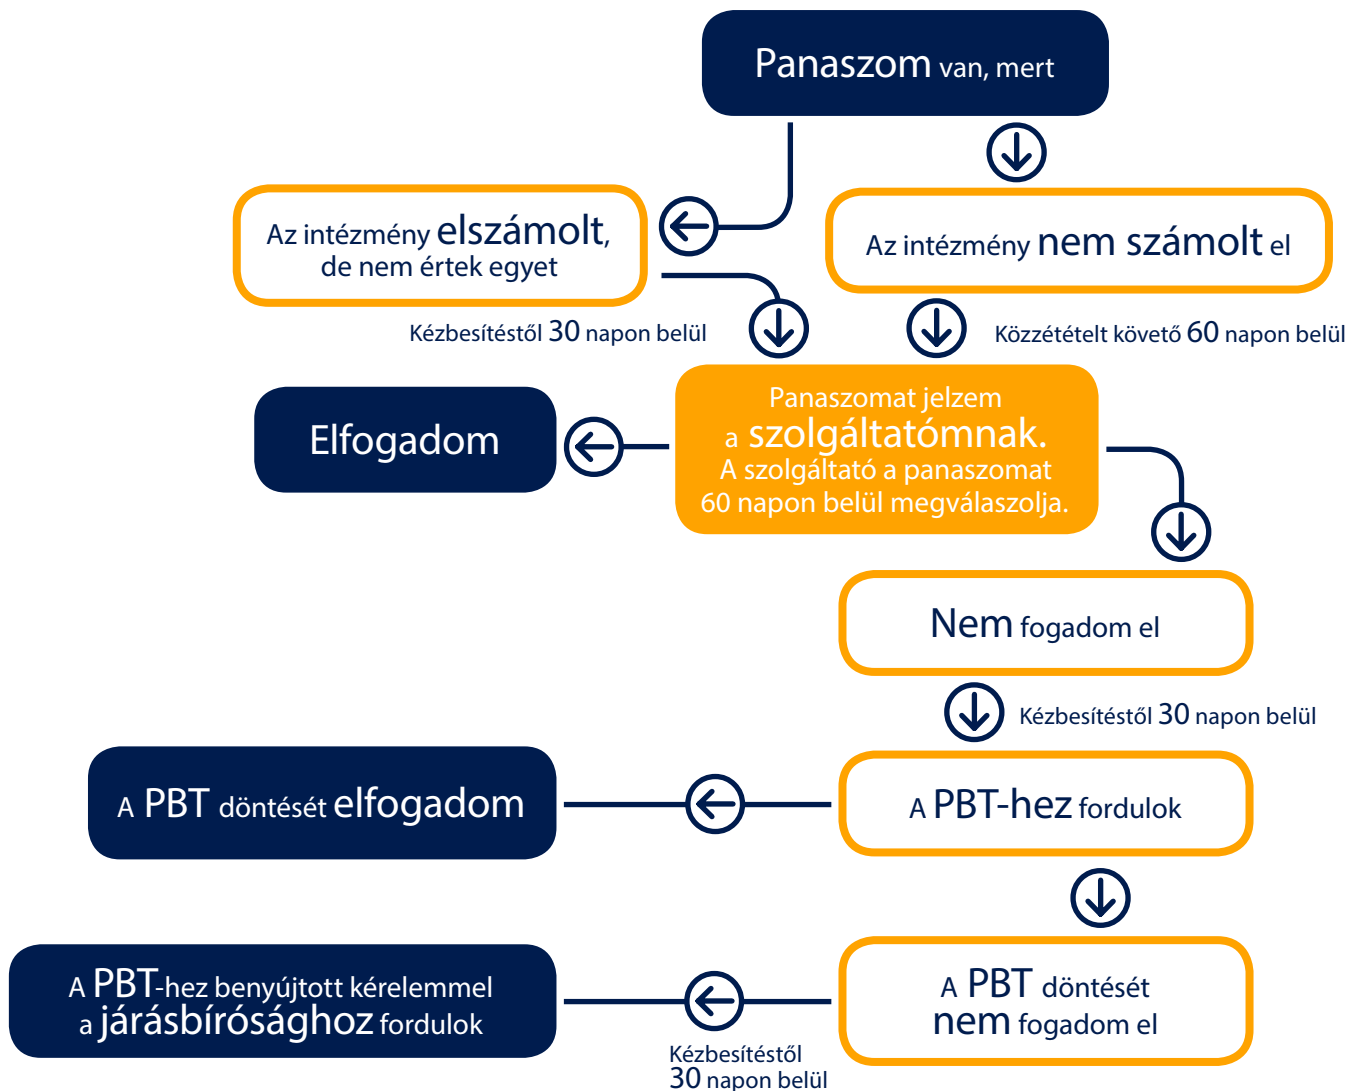 Panaszom van, mert
Az intézmény elszámolt,
de nem értek egyet
Az intézmény nem számolt el
Kézbesítéstől 30 napon belül
Közzétételt követő 60 napon belül
Elfogadom
Panaszomat jelzem
a szolgáltatómnak.
A szolgáltató a panaszomat
60 napon belül megválaszolja.
Nem fogadom el
Kézbesítéstől 30 napon belül
A PBT döntését elfogadom
A PBT-hez fordulok
A PBT-hez benyújtott kérelemmel
a járásbírósághoz fordulok
A PBT döntését
nem fogadom el
Kézbesítéstől
30 napon belül